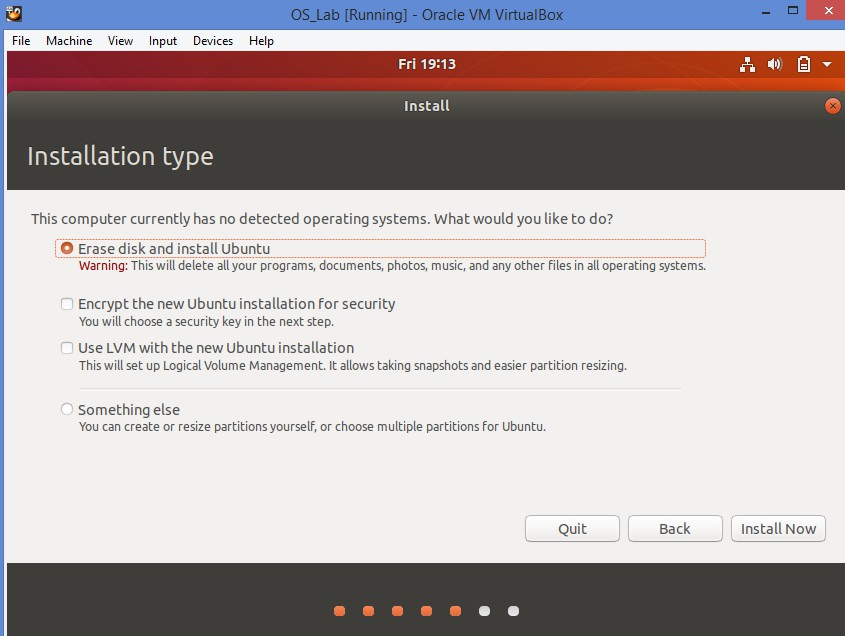 OS_Lab [Running] - Oracle VM VirtualBox
File Machine View Input Devices Help
Fri 19:13
Install
Installation type
This computer currently has no detected operating systems. What would you like to do?
Erase disk and install Ubuntu
Warning: This will delete all your programs, documents, photos, music, and any other files in all operating systems.
Encrypt the new Ubuntu installation for security
You will choose a security key in the next step.
Use LVM with the new Ubuntu installation
This will set up Logical Volume Management. It allows taking snapshots and easier partition resizing.
Something else
You can create or resize partitions yourself, or choose multiple partitions for Ubuntu.
Quit Back Install Now